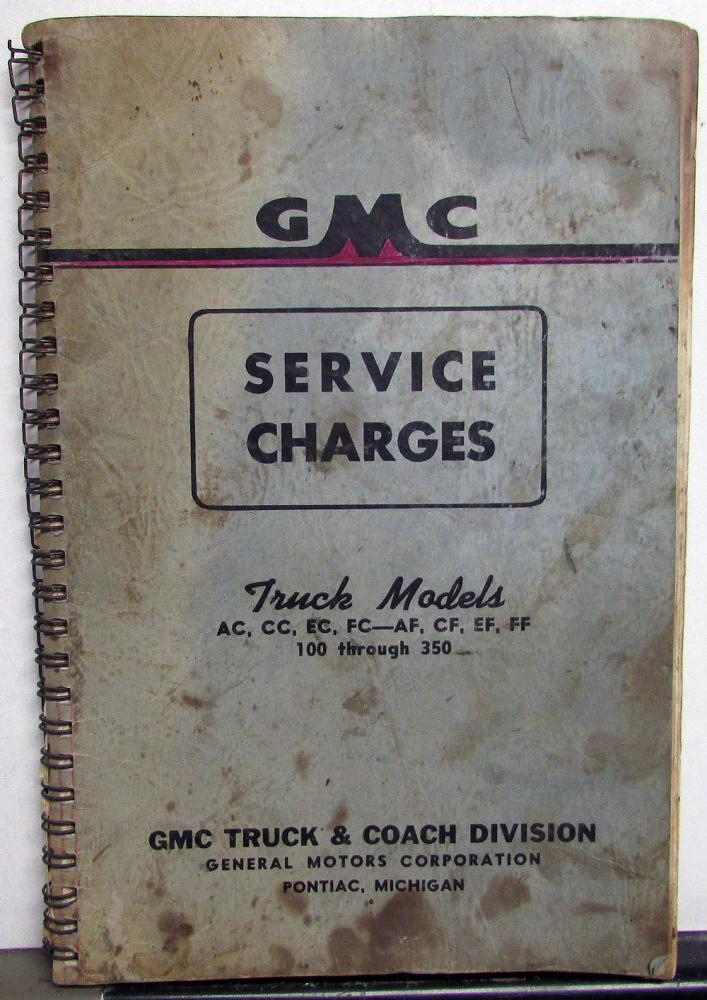 GMC
SERVICE
CHARGES
Truck Models
AC, CC, EC, FC—AF, CF, EF, FF
100 through 350
GMC TRUCK & COACH DIVISION
GENERAL MOTORS CORPORATION
PONTIAC, MICHIGAN